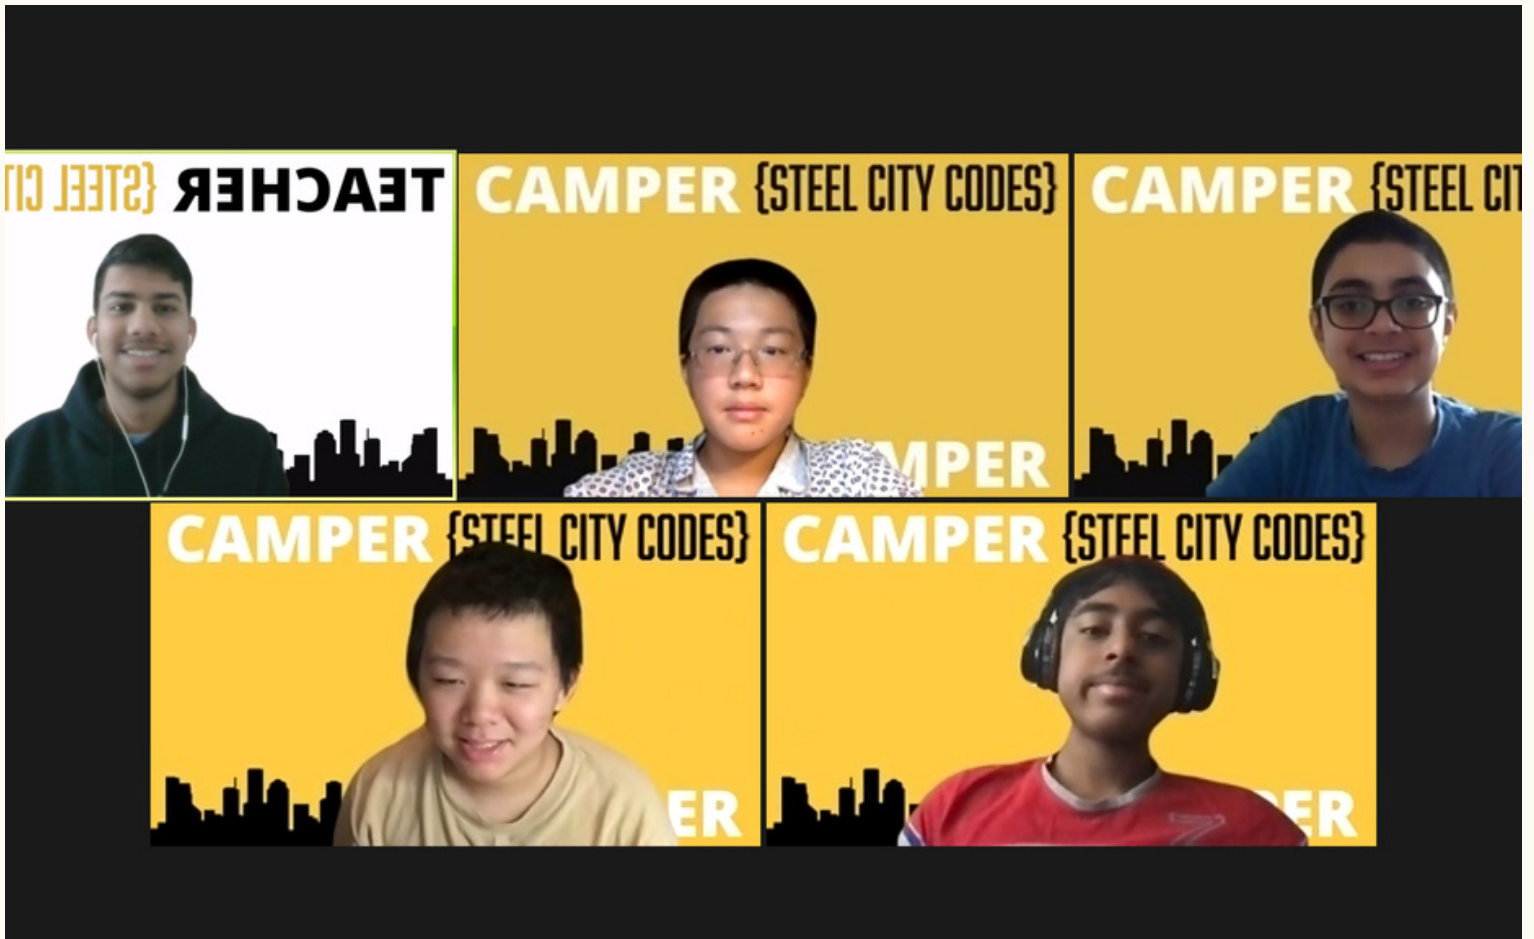 TEACHER {STEEL CIT
CAMPER {STEEL CITY CODES}
CAMPER {STEEL CIT
MPER
CAMPER {STEEL CITY CODES}
CAMPER {STEEL CITY CODES}
ER
ER